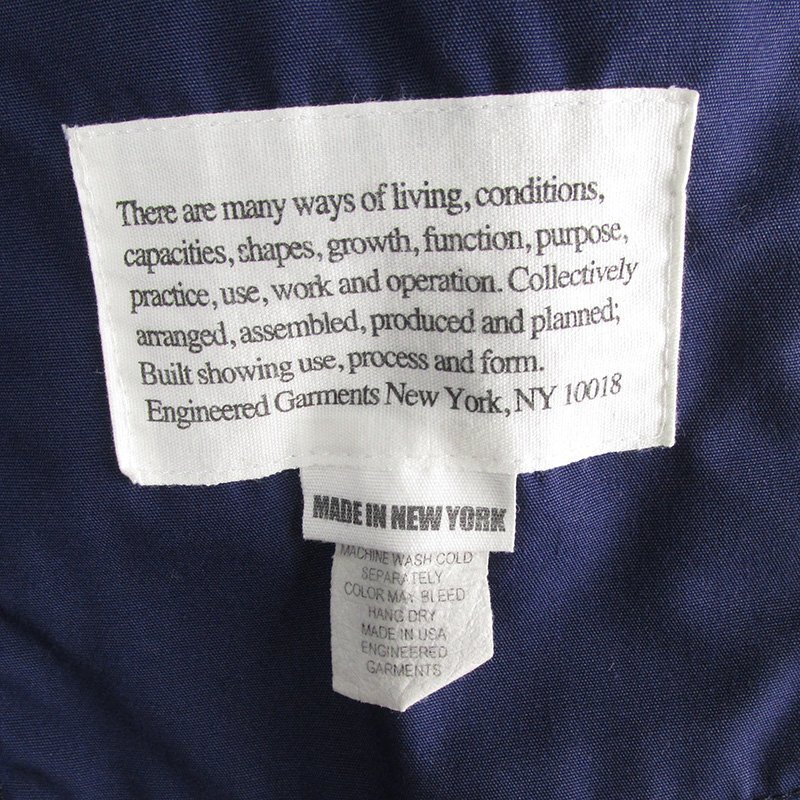 There are many ways of living, conditions,
capacities, shapes, growth, function, purpose,
practice, use, work and operation. Collectively
arranged, assembled, produced and planned;
Built showing use, process and form.
Engineered Garments New York, NY 10018
MADE IN NEW YORK
MACHINE WASH COLD
SEPARATELY
COLOR MAY BLEED
HANG DRY
MADE IN USA
ENGINEERED
GARMENTS